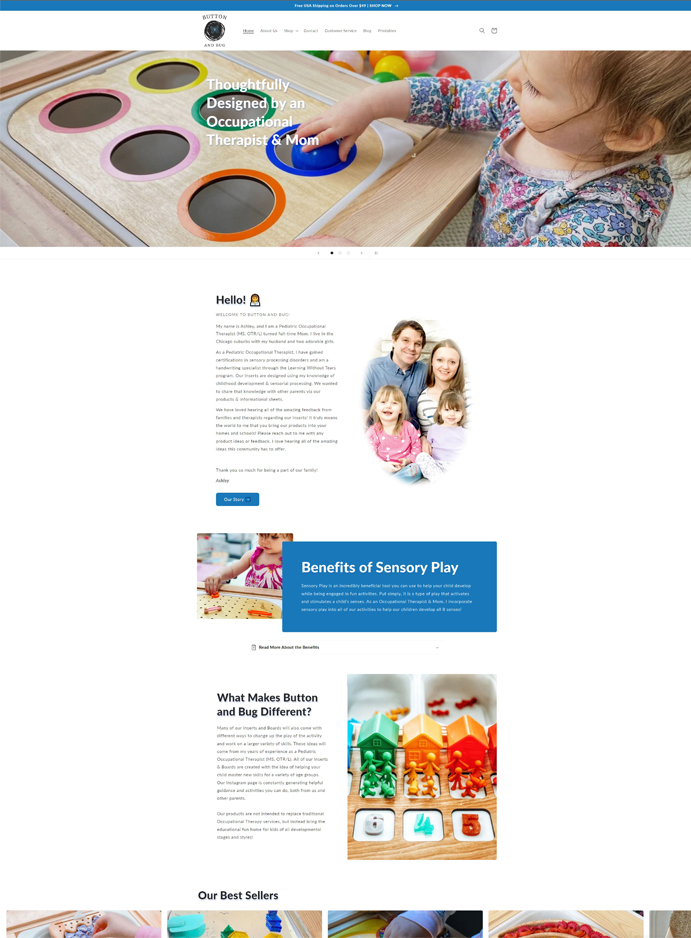 Free USA Shipping on Orders Over $49 | SHOP NOW →
BUTTON
AND BUG
Home About Us Shop Contact Customer Service Blog Printables
Thoughtfully
Designed by an
Occupational
Therapist & Mom
Hello!
WELCOME TO BUTTON AND BUG!
My name is Ashley, and I am a Pediatric Occupational
Therapist (MS, OTR/L) turned full-time Mom. I live in the
Chicago suburbs with my husband and two adorable girls.
As a Pediatric Occupational Therapist, I have gained
certifications in sensory processing disorders and am a
handwriting specialist through the Learning Without Tears
program. Our inserts are designed using my knowledge of
childhood development & sensorial processing. We wanted
to share that knowledge with other parents via our
products & informational sheets.
We have loved hearing all of the amazing feedback from
families and therapists regarding our inserts! It truly means
the world to me that you bring our products into your
homes and schools! Please reach out to me with any
product ideas or feedback. I love hearing all of the amazing
ideas this community has to offer.
Thank you so much for being a part of our family!
Ashley
Our Story →
Benefits of Sensory Play
Sensory Play is an incredibly beneficial tool you can use to help your child develop
while being engaged in fun activities. Put simply, it is a type of play that activates
and stimulates a child's senses. As an Occupational Therapist & Mom, I incorporate
sensory play into all of our activities to help our children develop all 8 senses!
Read More About the Benefits
What Makes Button
and Bug Different?
Many of our Inserts and Boards will also come with
different ways to change up the play of the activity
and work on a larger variety of skills. These ideas will
come from my years of experience as a Pediatric
Occupational Therapist (MS, OTR/L). All of our Inserts
& Boards are created with the idea of helping your
child master new skills for a variety of age groups.
Our Instagram page is constantly generating helpful
guidance and activities you can do, both from us and
other parents.
Our products are not intended to replace traditional
Occupational Therapy services, but instead bring the
educational fun home for kids of all developmental
stages and styles!
Our Best Sellers